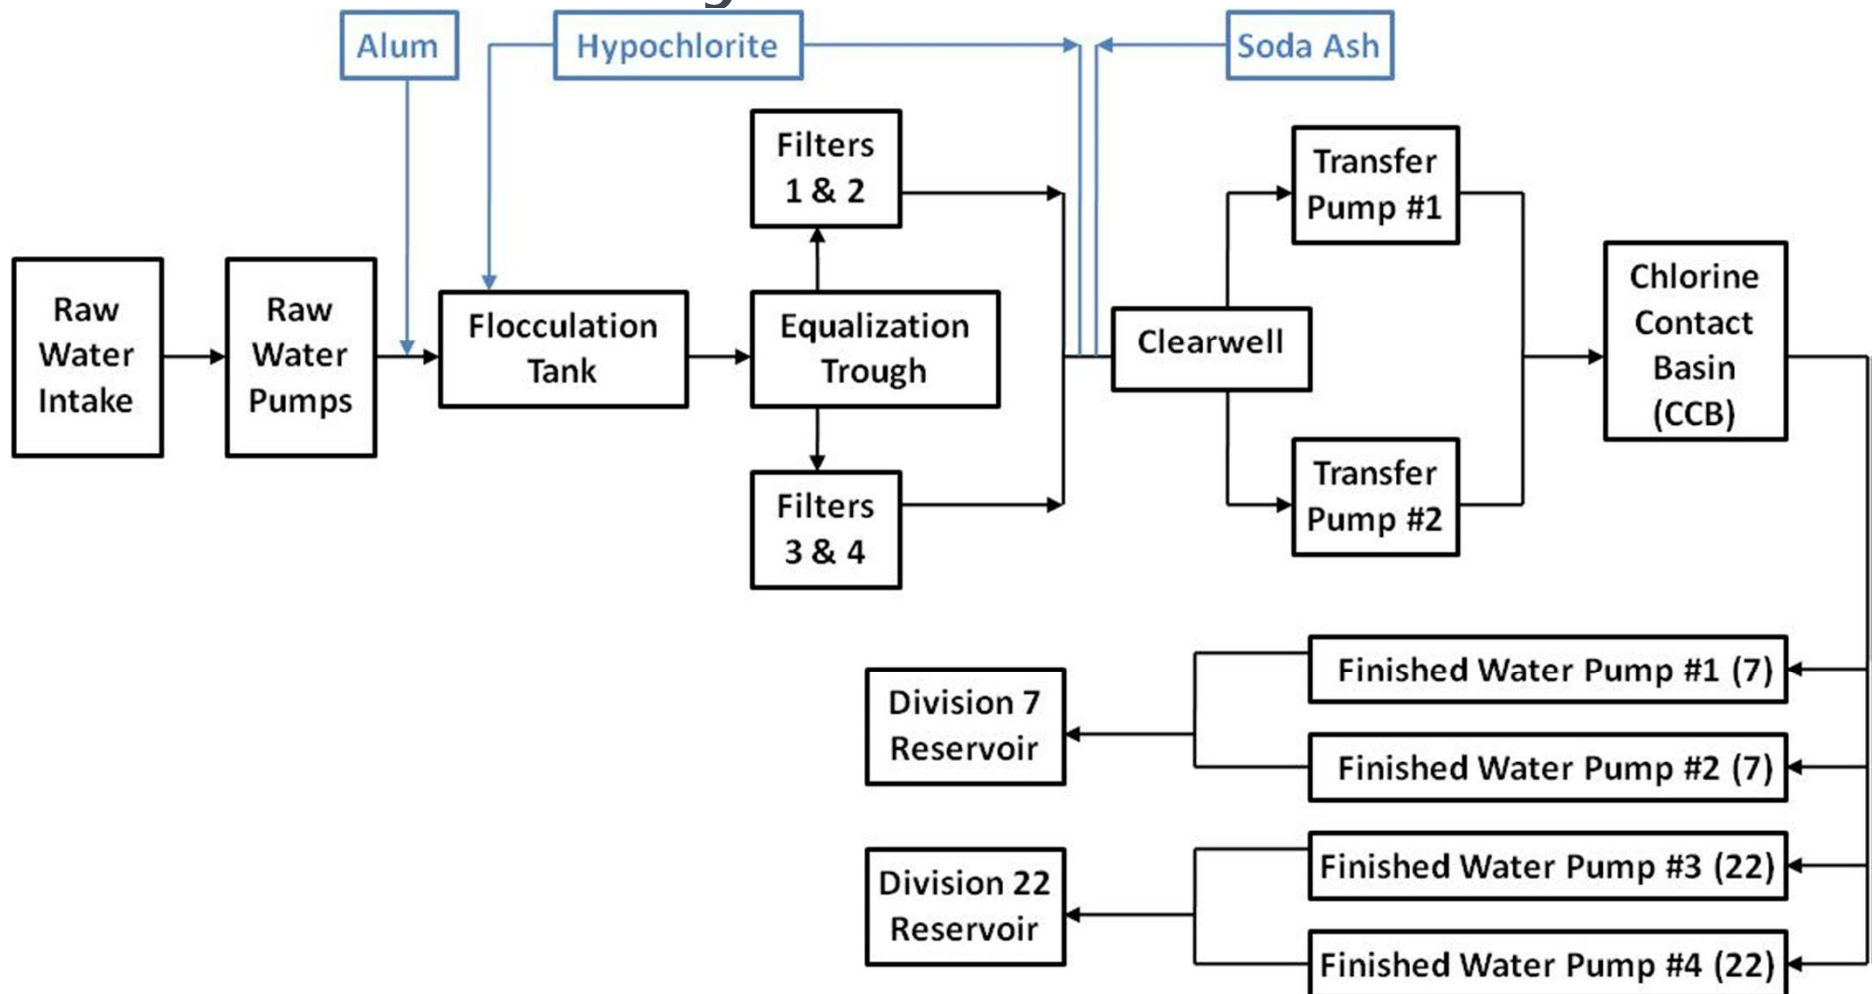 Alum
Hypochlorite
Soda Ash
Filters
1 & 2
Transfer
Pump #1
Raw
Water
Intake
Raw
Water
Pumps
Flocculation
Tank
Equalization
Trough
Clearwell
Chlorine
Contact
Basin
(CCB)
Filters
3 & 4
Transfer
Pump #2
Finished Water Pump #1 (7)
Division 7
Reservoir
Finished Water Pump #2 (7)
Finished Water Pump #3 (22)
Division 22
Reservoir
Finished Water Pump #4 (22)